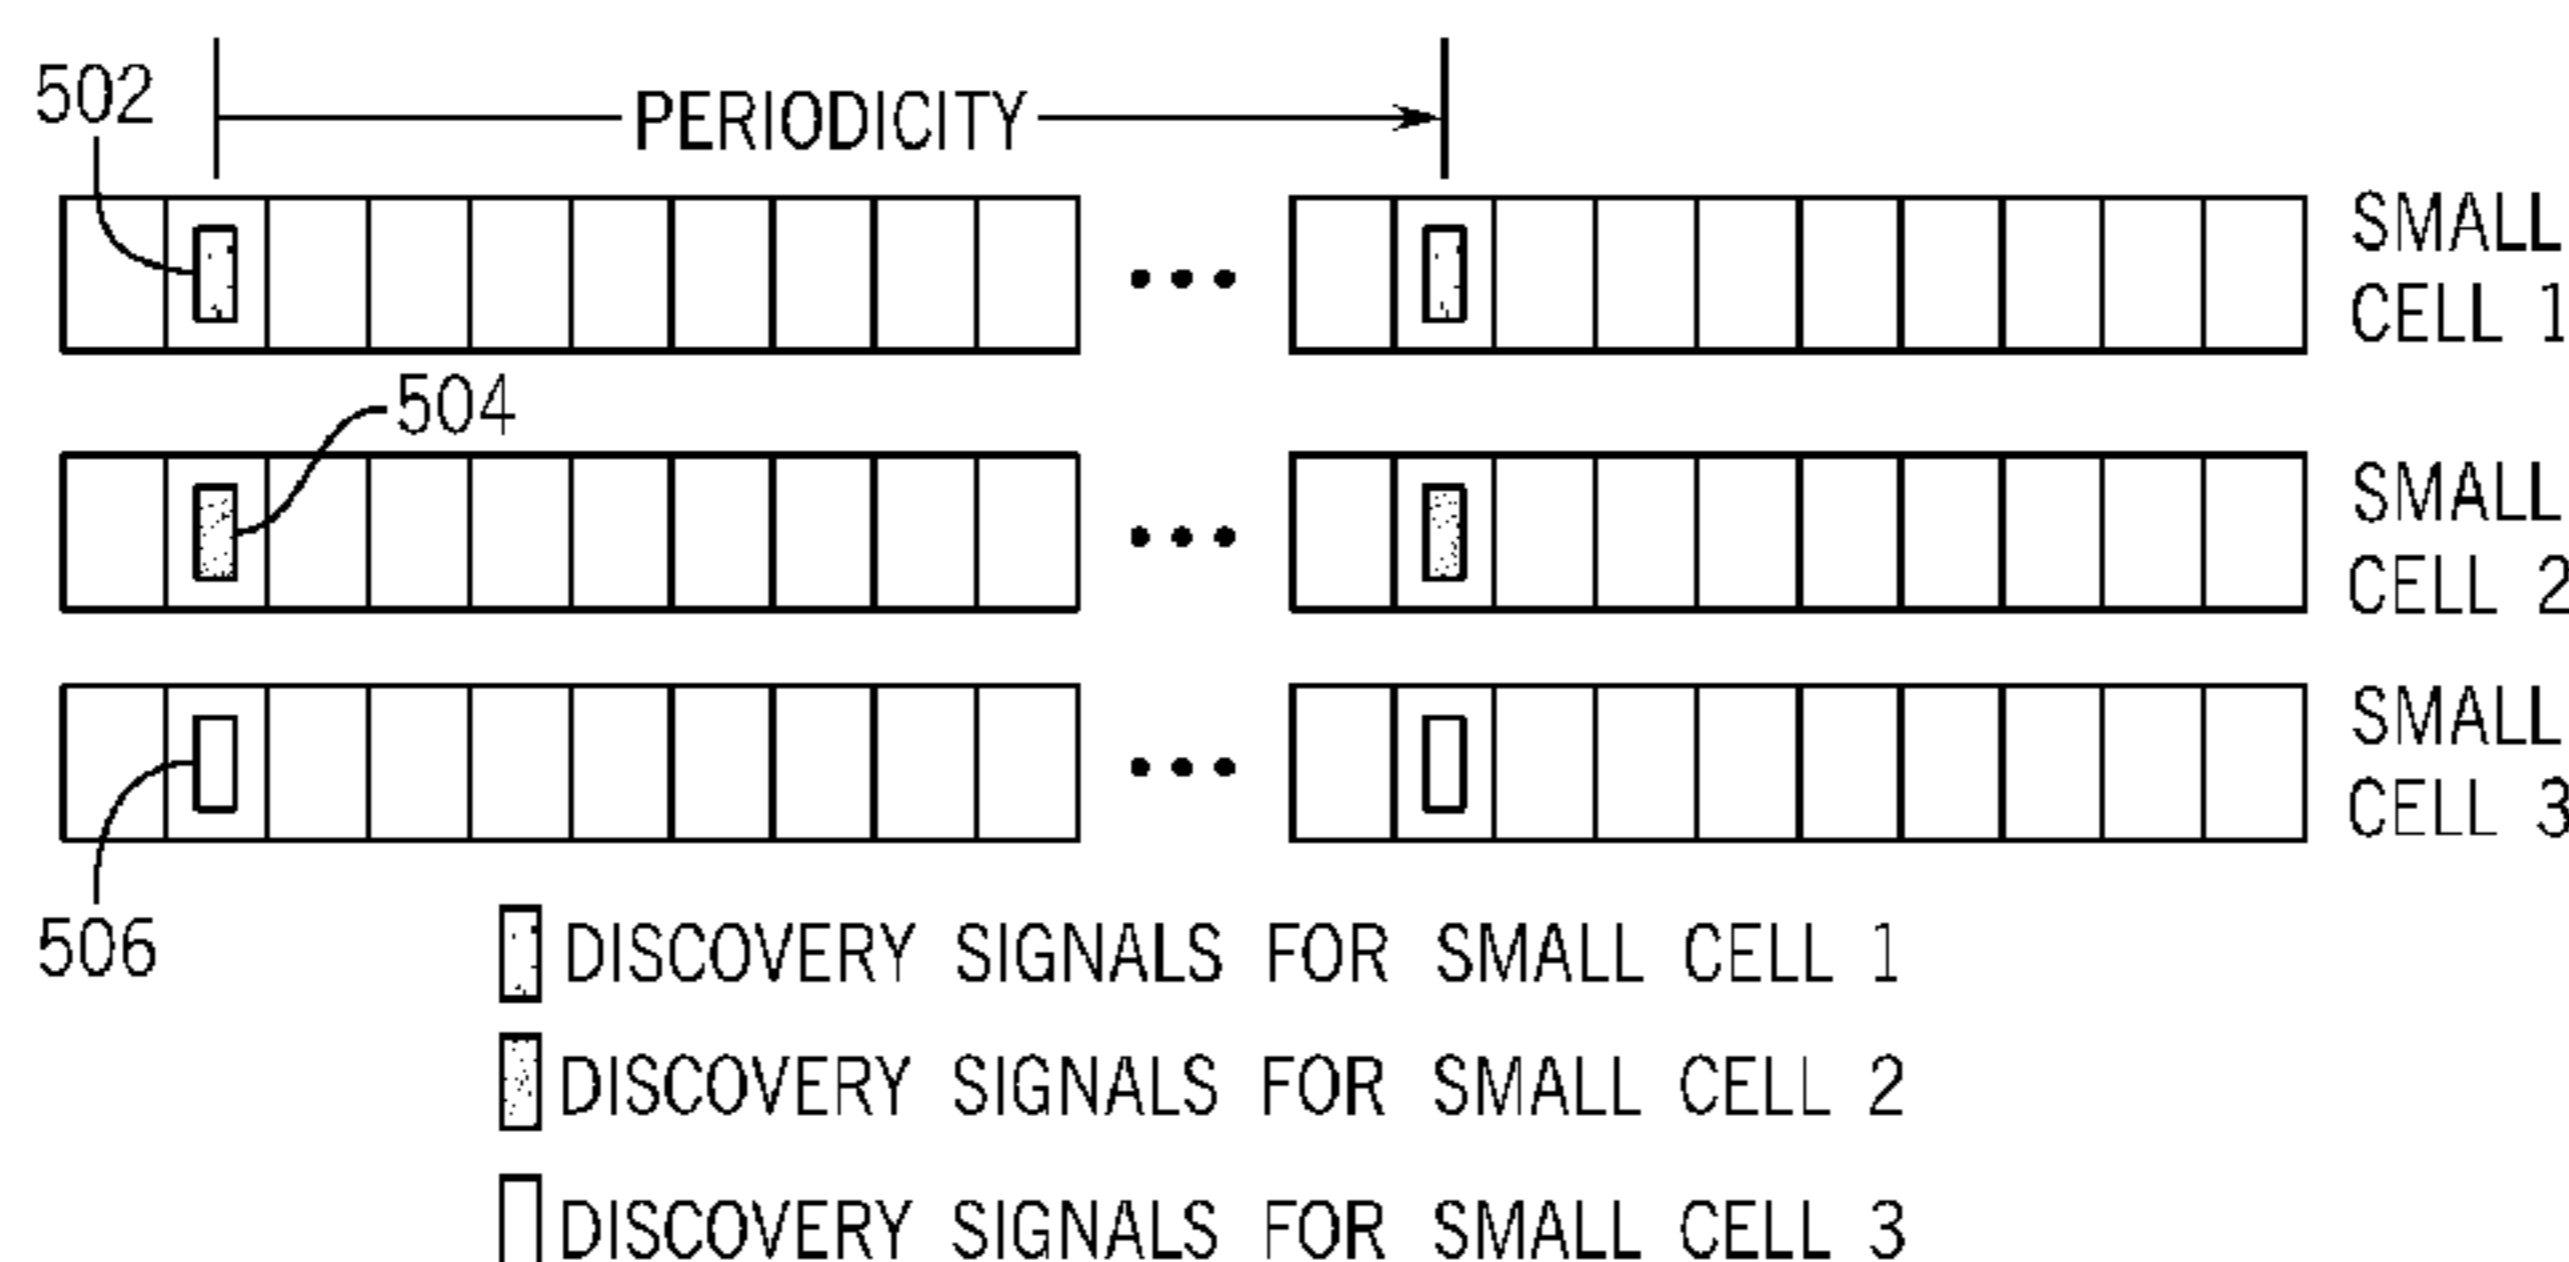 502
PERIODICITY
SMALL
CELL 1
504
SMALL
CELL 2
SMALL
CELL 3
506
DISCOVERY SIGNALS FOR SMALL CELL 1
DISCOVERY SIGNALS FOR SMALL CELL 2
DISCOVERY SIGNALS FOR SMALL CELL 3